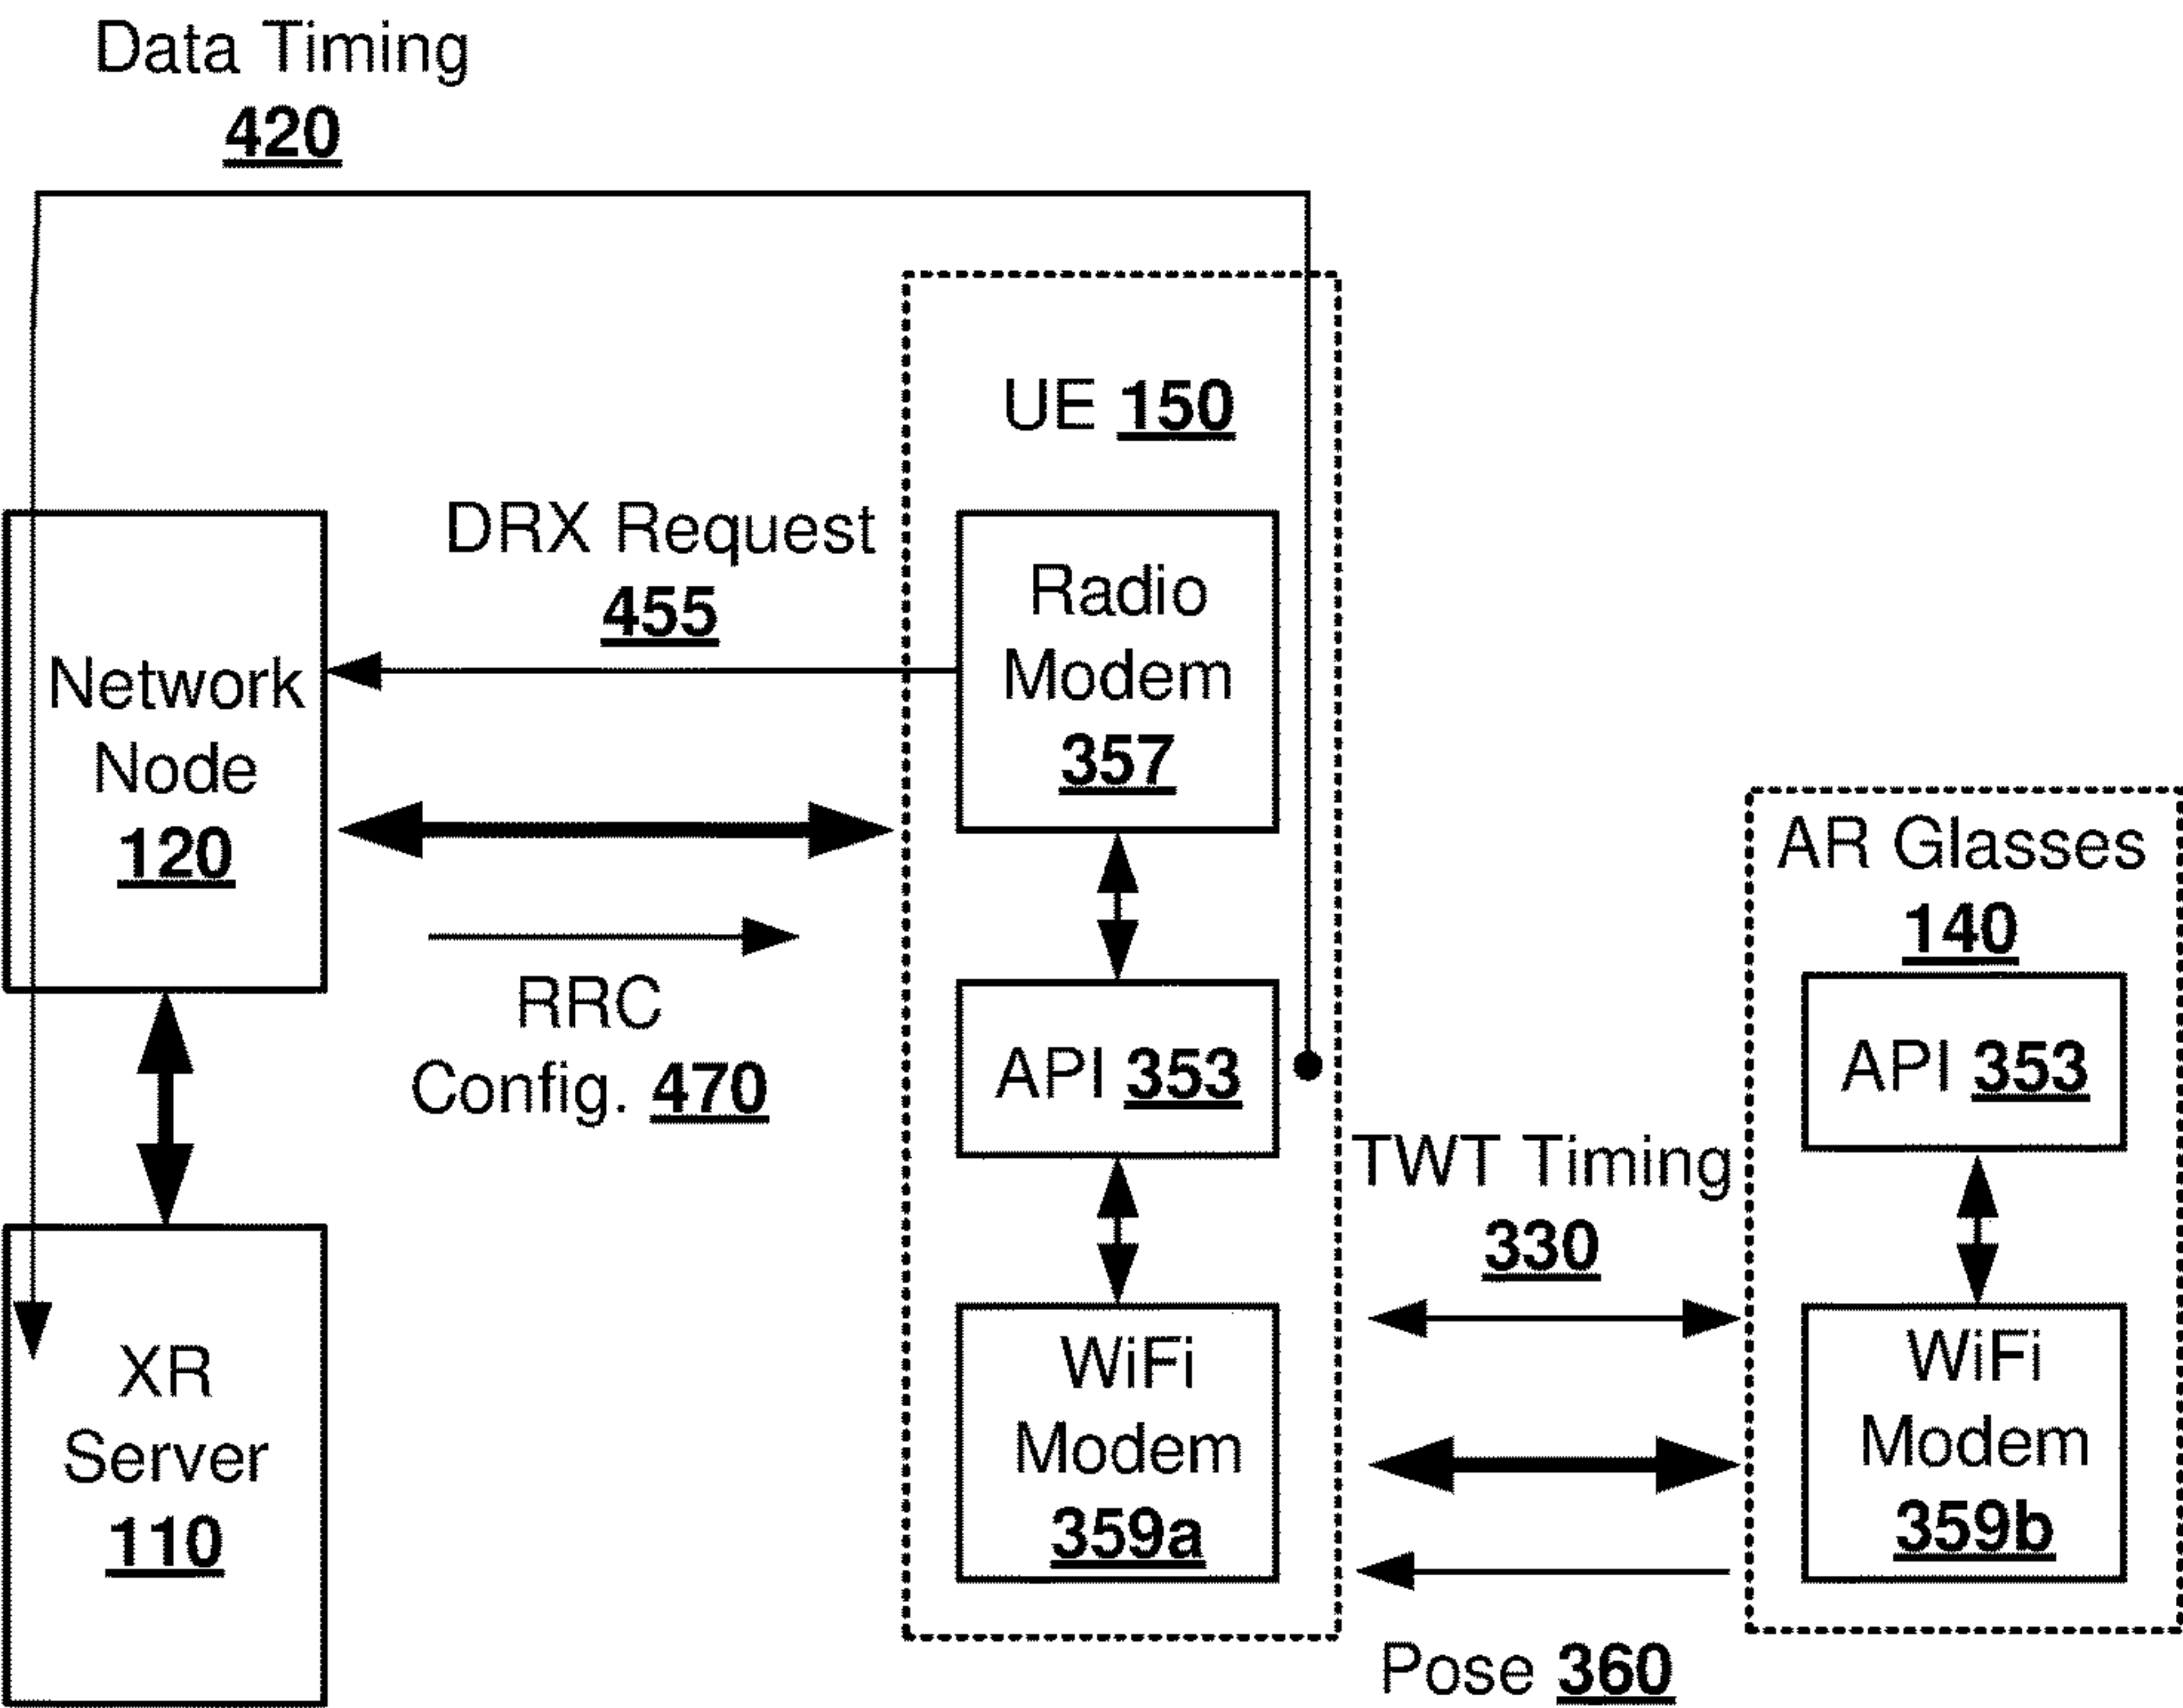 Data Timing
420
UE 150
DRX Request
455
Radio
Modem
357
Network
Node
120
RRC
Config. 470
API 353
AR Glasses
140
API 353
TWT Timing
330
XR
Server
110
WiFi
Modem
359a
WiFi
Modem
359b
Pose 360